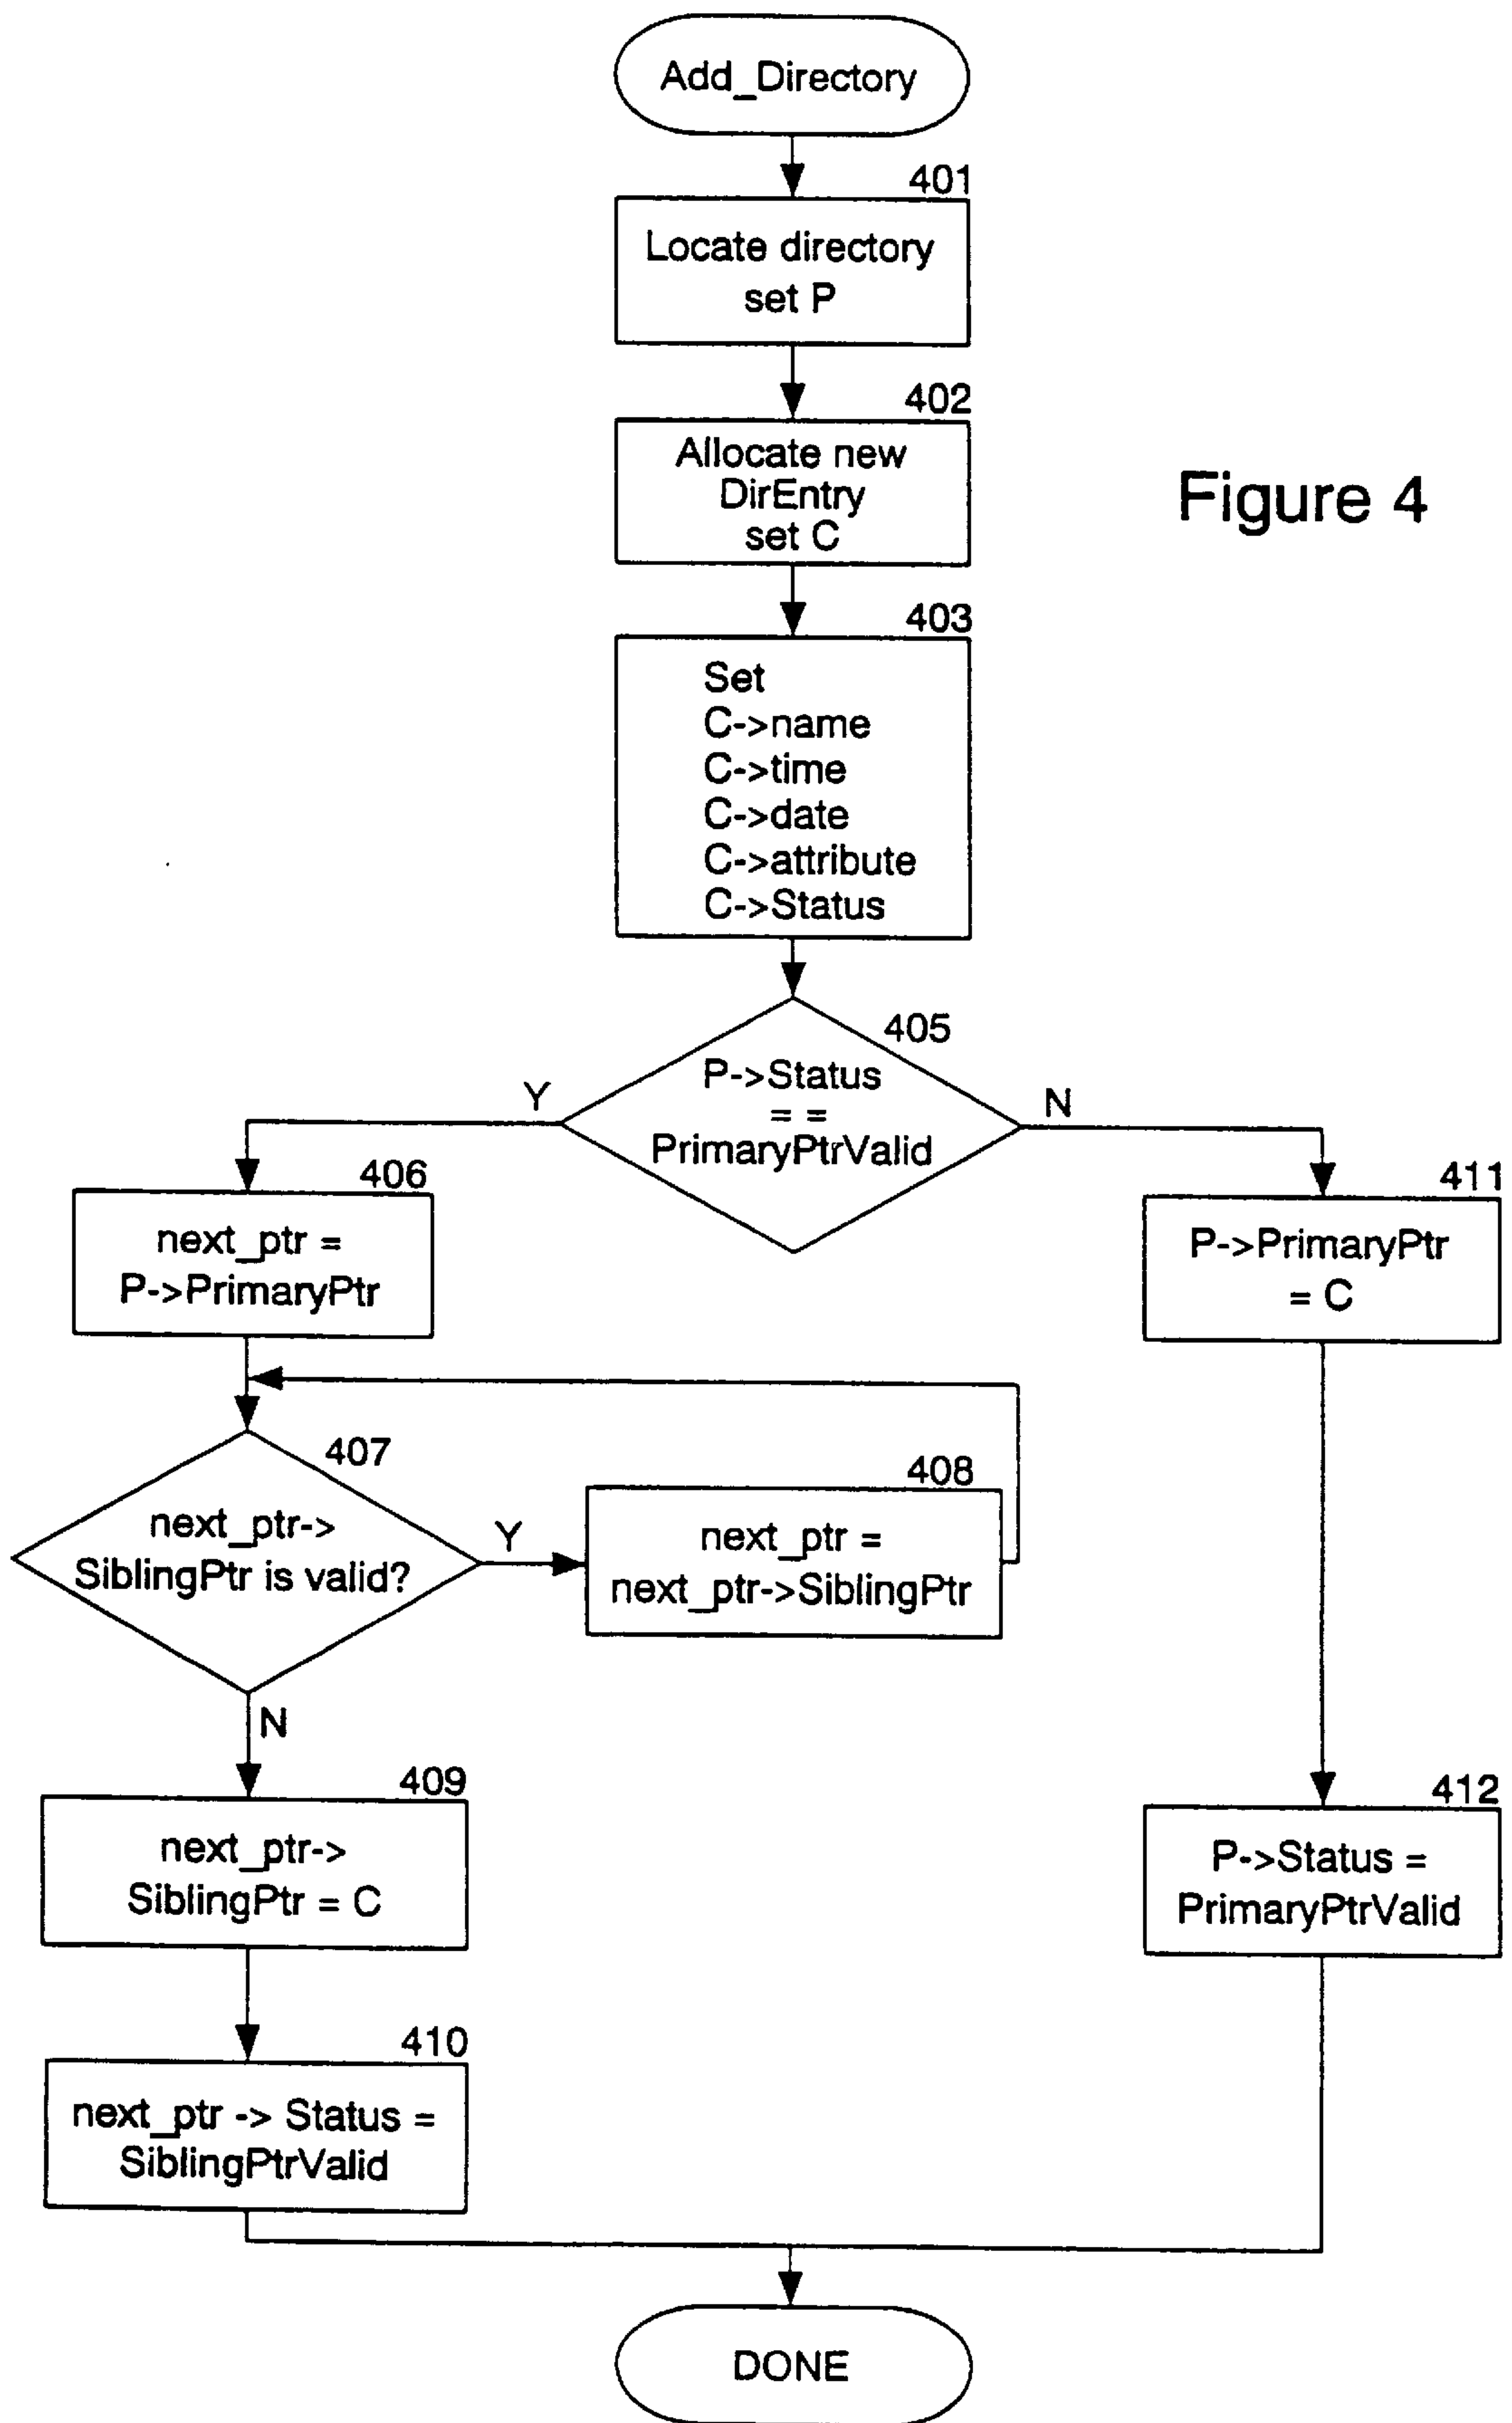 Add_Directory
401
Locate directory
set P
402
Allocate new
DirEntry
set C
Figure 4
403
Set
C->name
C->time
C->date
C->attribute
C->Status
405
P->Status
= =
PrimaryPtrValid
Y
N
406
next_ptr =
P->PrimaryPtr
411
P->PrimaryPtr
= C
407
next_ptr->
SiblingPtr is valid?
Y
408
next_ptr =
next_ptr->SiblingPtr
N
409
next_ptr->
SiblingPtr = C
412
P->Status =
PrimaryPtrValid
410
next_ptr -> Status =
SiblingPtrValid
DONE